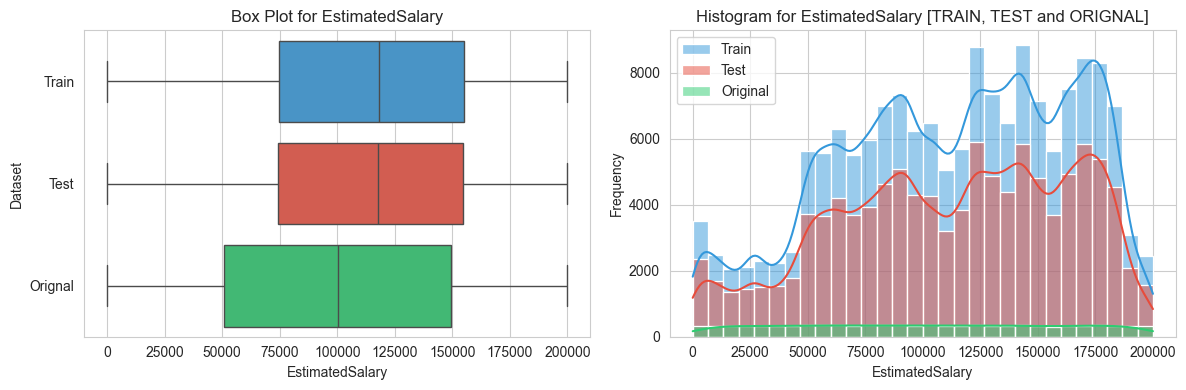 Box Plot for EstimatedSalary
Dataset
Train
Test
Orignal
0 25000 50000 75000 100000 125000 150000 175000 200000
EstimatedSalary
Histogram for EstimatedSalary [TRAIN, TEST and ORIGNAL]
Train
Test
Original
Frequency
8000
6000
4000
2000
0
0 25000 50000 75000 100000 125000 150000 175000 200000
EstimatedSalary